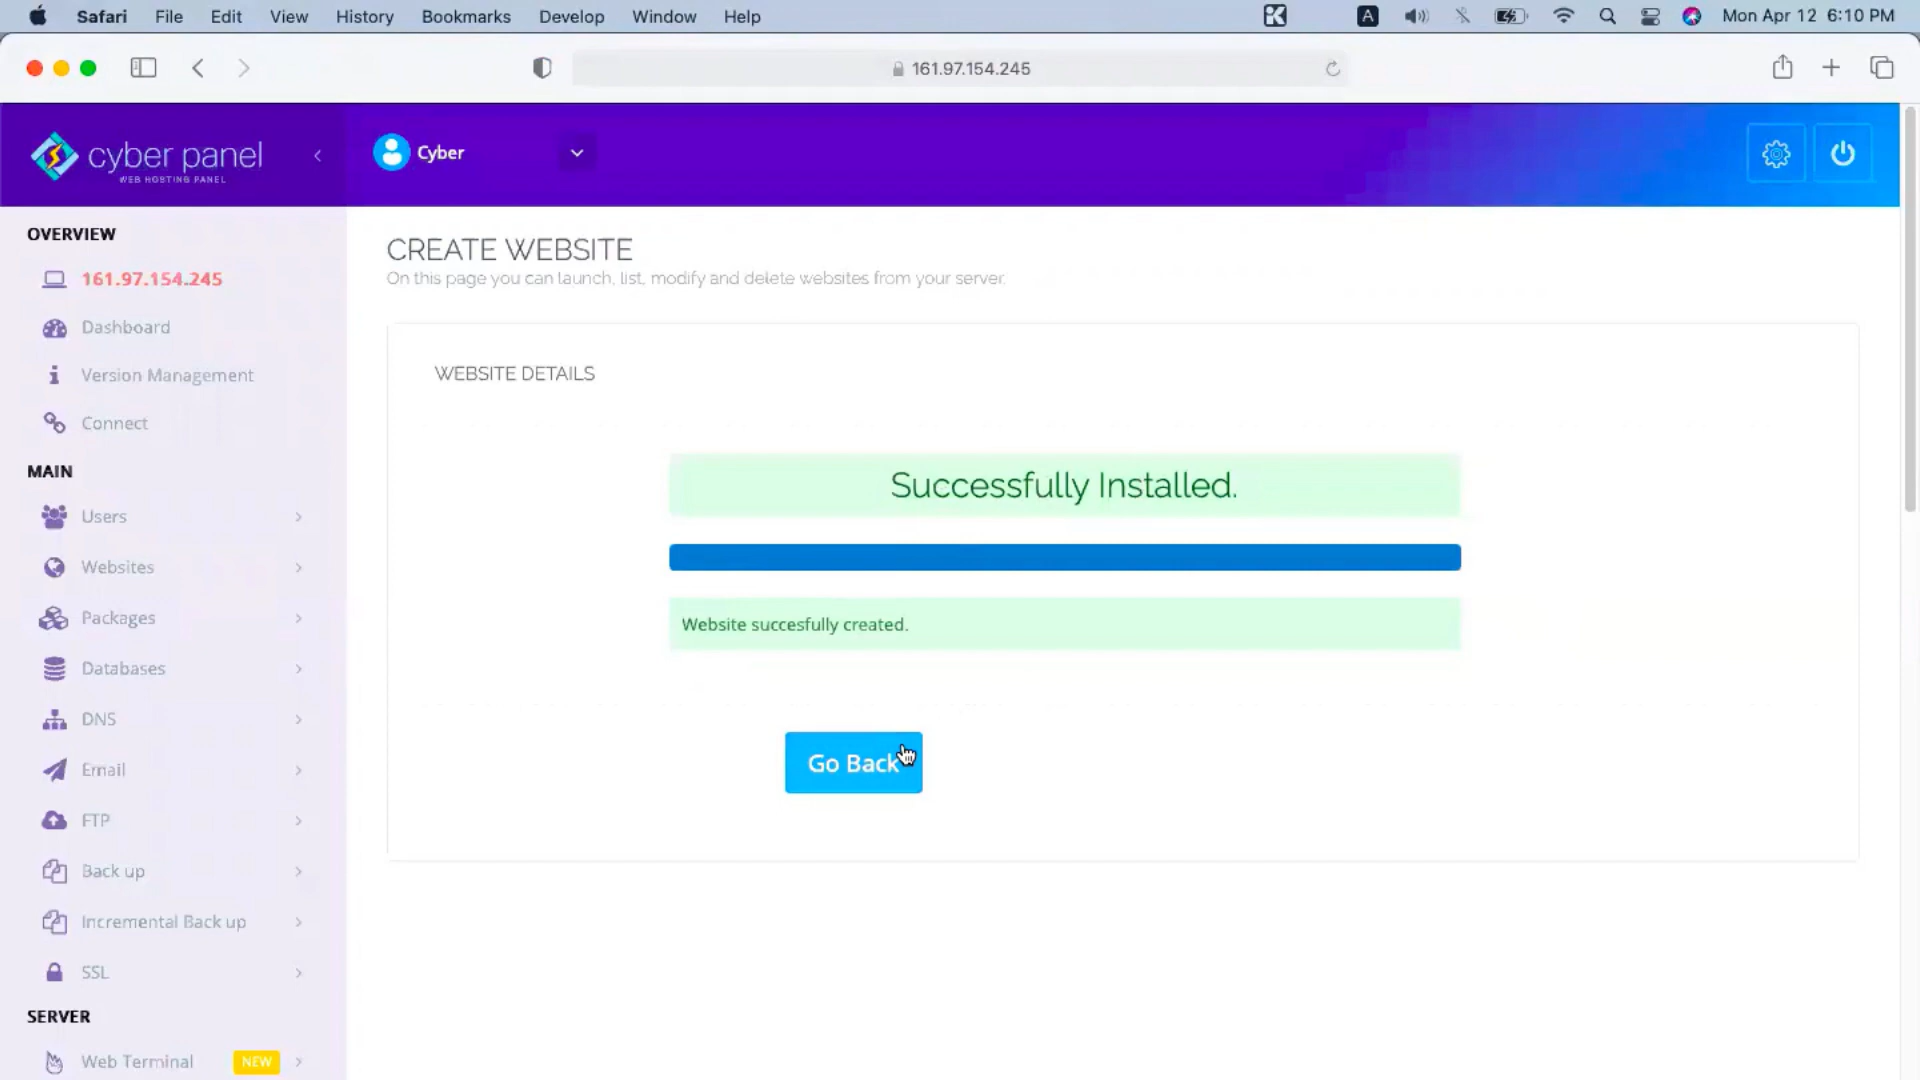 Safari File Edit View History Bookmarks Develop Window Help A Mon Apr 12 6:10 PM
161.97.154.245
cyber panel
WEB HOSTING PANEL
Cyber
OVERVIEW
161.97.154.245
Dashboard
Version Management
Connect
MAIN
Users
Websites
Packages
Databases
DNS
Email
FTP
Back up
Incremental Back up
SSL
SERVER
Web Terminal NEW
CREATE WEBSITE
On this page you can launch, list, modify and delete websites from your server.
WEBSITE DETAILS
Successfully Installed.
Website succesfully created.
Go Back